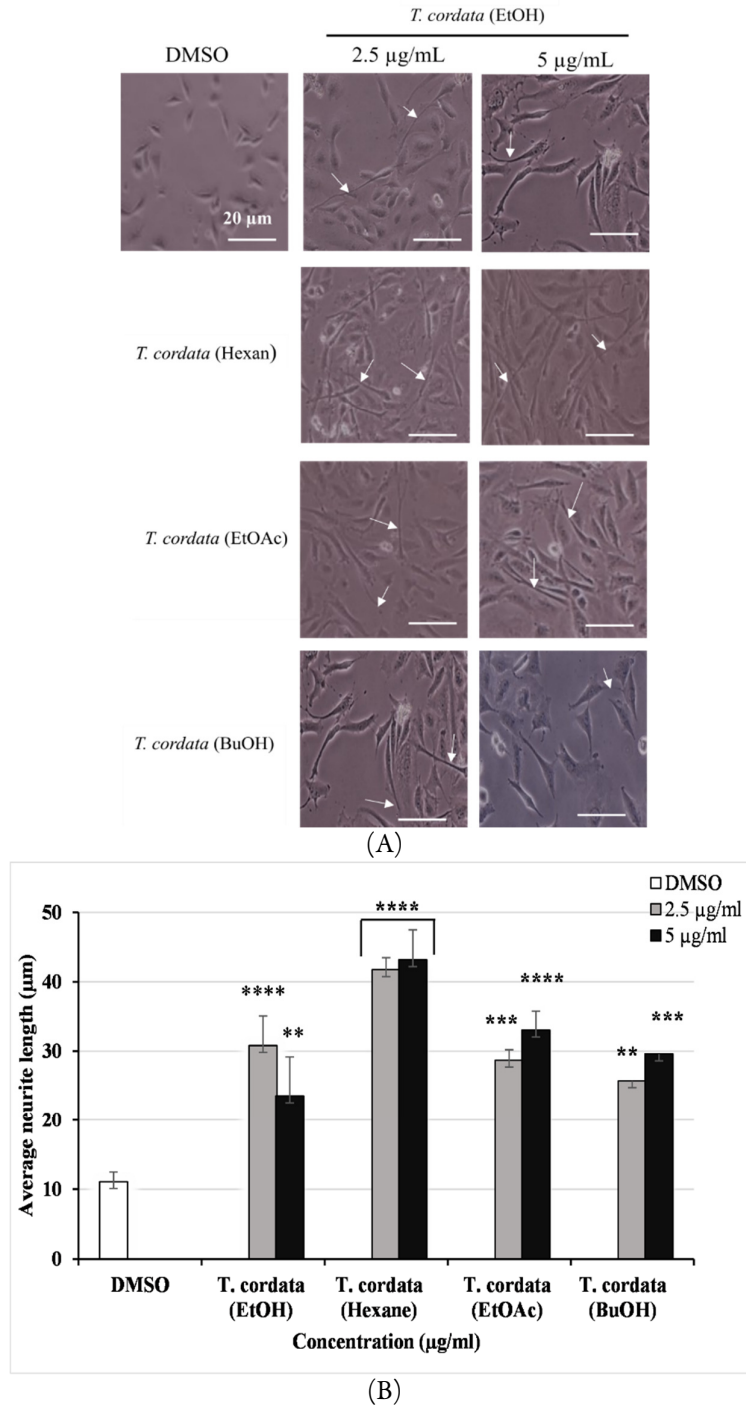 T. cordata (EtOH)
DMSO
2.5 µg/mL
5 µg/mL
20 µm
T. cordata (Hexan)
T. cordata (EtOAc)
T. cordata (BuOH)
(A)
DMSO
2.5 µg/ml
5 µg/ml
Average neurite length (µm)
50
40
30
20
10
0
****
**
****
***
****
**
***
DMSO
T. cordata
(EtOH)
T. cordata
(Hexane)
T. cordata
(EtOAc)
T. cordata
(BuOH)
Concentration (µg/ml)
(B)